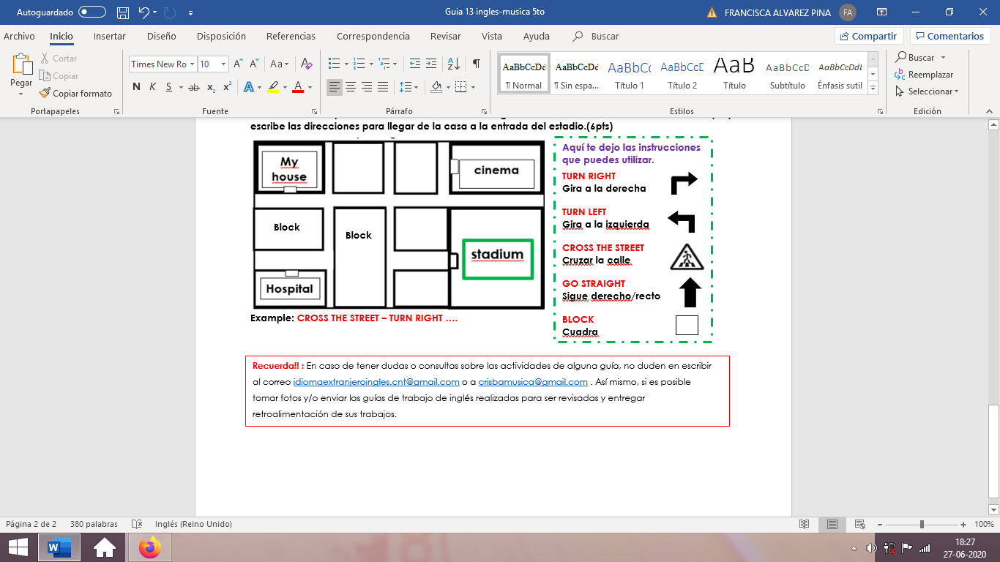 Autoguardado
Guia 13 ingles-musica 5to
FRANCISCA ALVAREZ PINA
FA
Archivo Inicio Insertar Diseño Disposición Referencias Correspondencia Revisar Vista Ayuda Buscar
Compartir
Comentarios
Pegar
Cortar
Copiar
Copiar formato
Portapapeles
Times New Ro
10
N K S ab x₂ x²
Aa
Fuente
Párrafo
AaBbCcDd
¶ Normal
AaBbCcDd
¶ Sin espa...
AaBbCc
Título 1
AaBbCcD
Título 2
AaB
Título
AaBbCcD
Subtítulo
AaBbCcDdE
Énfasis sutil
Estilos
Buscar
Reemplazar
Seleccionar
Edición
escribe las direcciones para llegar de la casa a la entrada del estadio.(6pts)
My
house
cinema
Block
Block
stadium
Hospital
Example: CROSS THE STREET – TURN RIGHT ….
Aquí te dejo las instrucciones
que puedes utilizar.
TURN RIGHT
Gira a la derecha
TURN LEFT
Gira a la izquierda
CROSS THE STREET
Cruzar la calle
GO STRAIGHT
Sigue derecho/recto
BLOCK
Cuadra
Recuerda!! : En caso de tener dudas o consultas sobre las actividades de alguna guía, no duden en escribir
al correo idiomaextranjeroingles.cnt@gmail.com o a crisbamusica@gmail.com . Así mismo, si es posible
tomar fotos y/o enviar las guías de trabajo de inglés realizadas para ser revisadas y entregar
retroalimentación de sus trabajos.
Página 2 de 2
380 palabras
Inglés (Reino Unido)
100%
18:27
27-06-2020